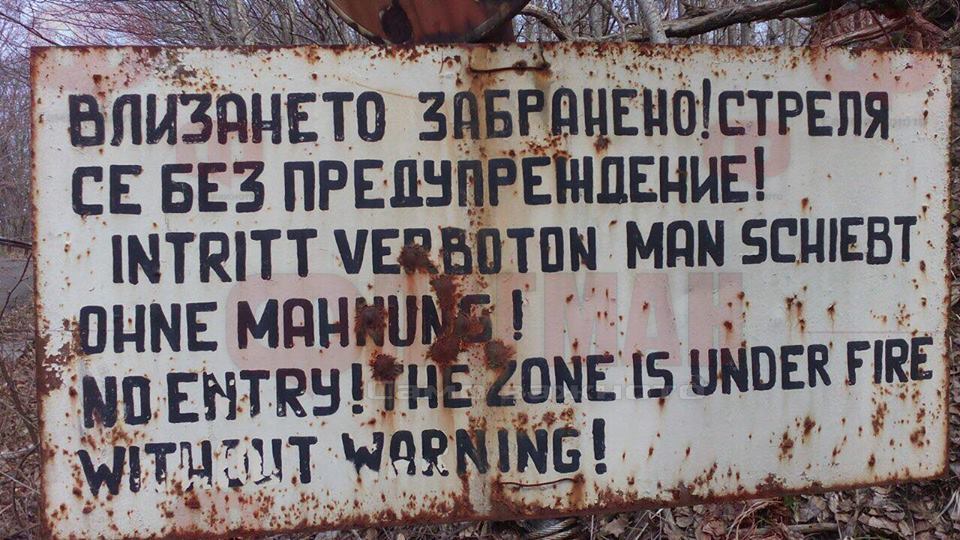 ВЛИЗАНЕТО ЗАБРАНЕНО! СТРЕЛЯ
СЕ БЕЗ ПРЕДУПРЕЖДЕНИЕ!
INTRITT VERBOTON MAN SCHIEBT
OHNE MAHNUNG!
NO ENTRY! THE ZONE IS UNDER FIRE
WITHOUT WARNING!